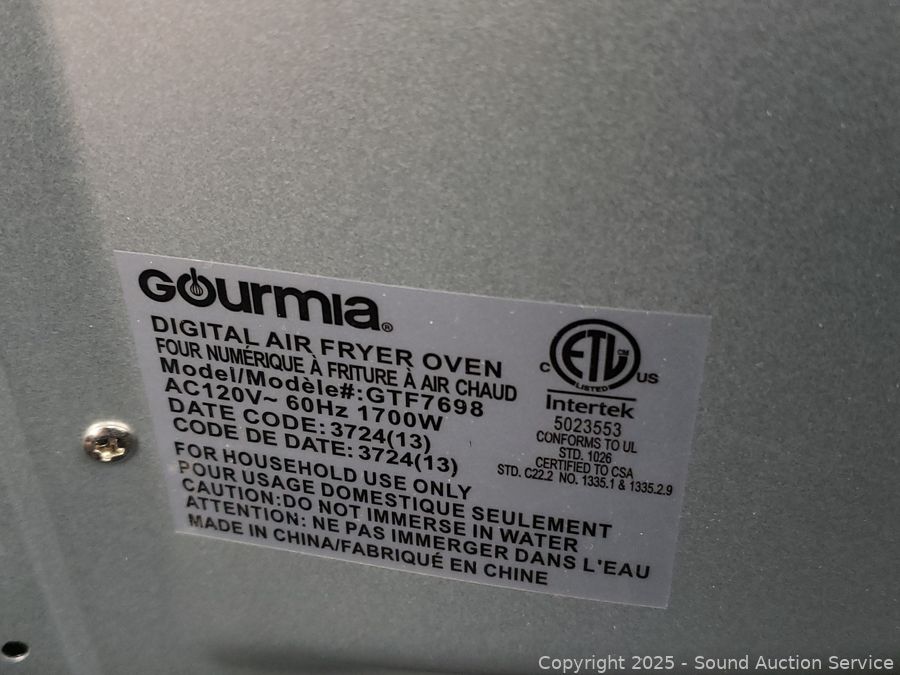 Gourmia®
DIGITAL AIR FRYER OVEN
FOUR NUMÉRIQUE À FRITURE À AIR CHAUD
Model/Modèle#:GTF7698
AC120V~ 60Hz 1700W
DATE CODE: 3724(13)
CODE DE DATE: 3724(13)
FOR HOUSEHOLD USE ONLY
POUR USAGE DOMESTIQUE SEULEMENT
CAUTION:DO NOT IMMERSE IN WATER
ATTENTION: NE PAS IMMERGER DANS L'EAU
MADE IN CHINA/FABRIQUÉ EN CHINE
ETL CM
C US
LISTED
Intertek
5023553
CONFORMS TO UL
STD. 1026
CERTIFIED TO CSA
STD. C22.2 NO. 1335.1 & 1335.2.9
Copyright © 2025 - Sound Auction Service